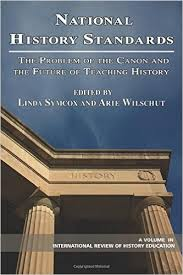 NATIONAL
HISTORY STANDARDS
THE PROBLEM OF THE CANON AND
THE FUTURE OF TEACHING HISTORY
EDITED BY
LINDA SYMCOX AND ARIE WILSCHUT
HISTORY
A VOLUME IN
INTERNATIONAL REVIEW OF HISTORY EDUCATION